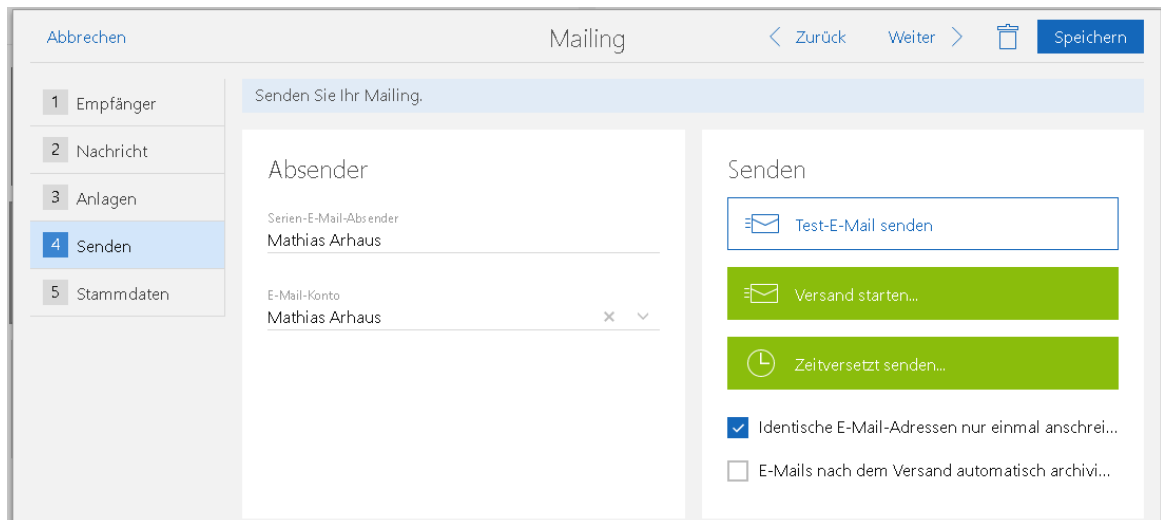 Abbrechen
Mailing
Zurück
Weiter
Speichern
1 Empfänger
2 Nachricht
3 Anlagen
4 Senden
5 Stammdaten
Senden Sie Ihr Mailing.
Absender
Serien-E-Mail-Absender
Mathias Arhaus
E-Mail-Konto
Mathias Arhaus
Senden
Test-E-Mail senden
Versand starten...
Zeitversetzt senden...
Identische E-Mail-Adressen nur einmal anschrei...
E-Mails nach dem Versand automatisch archivi...